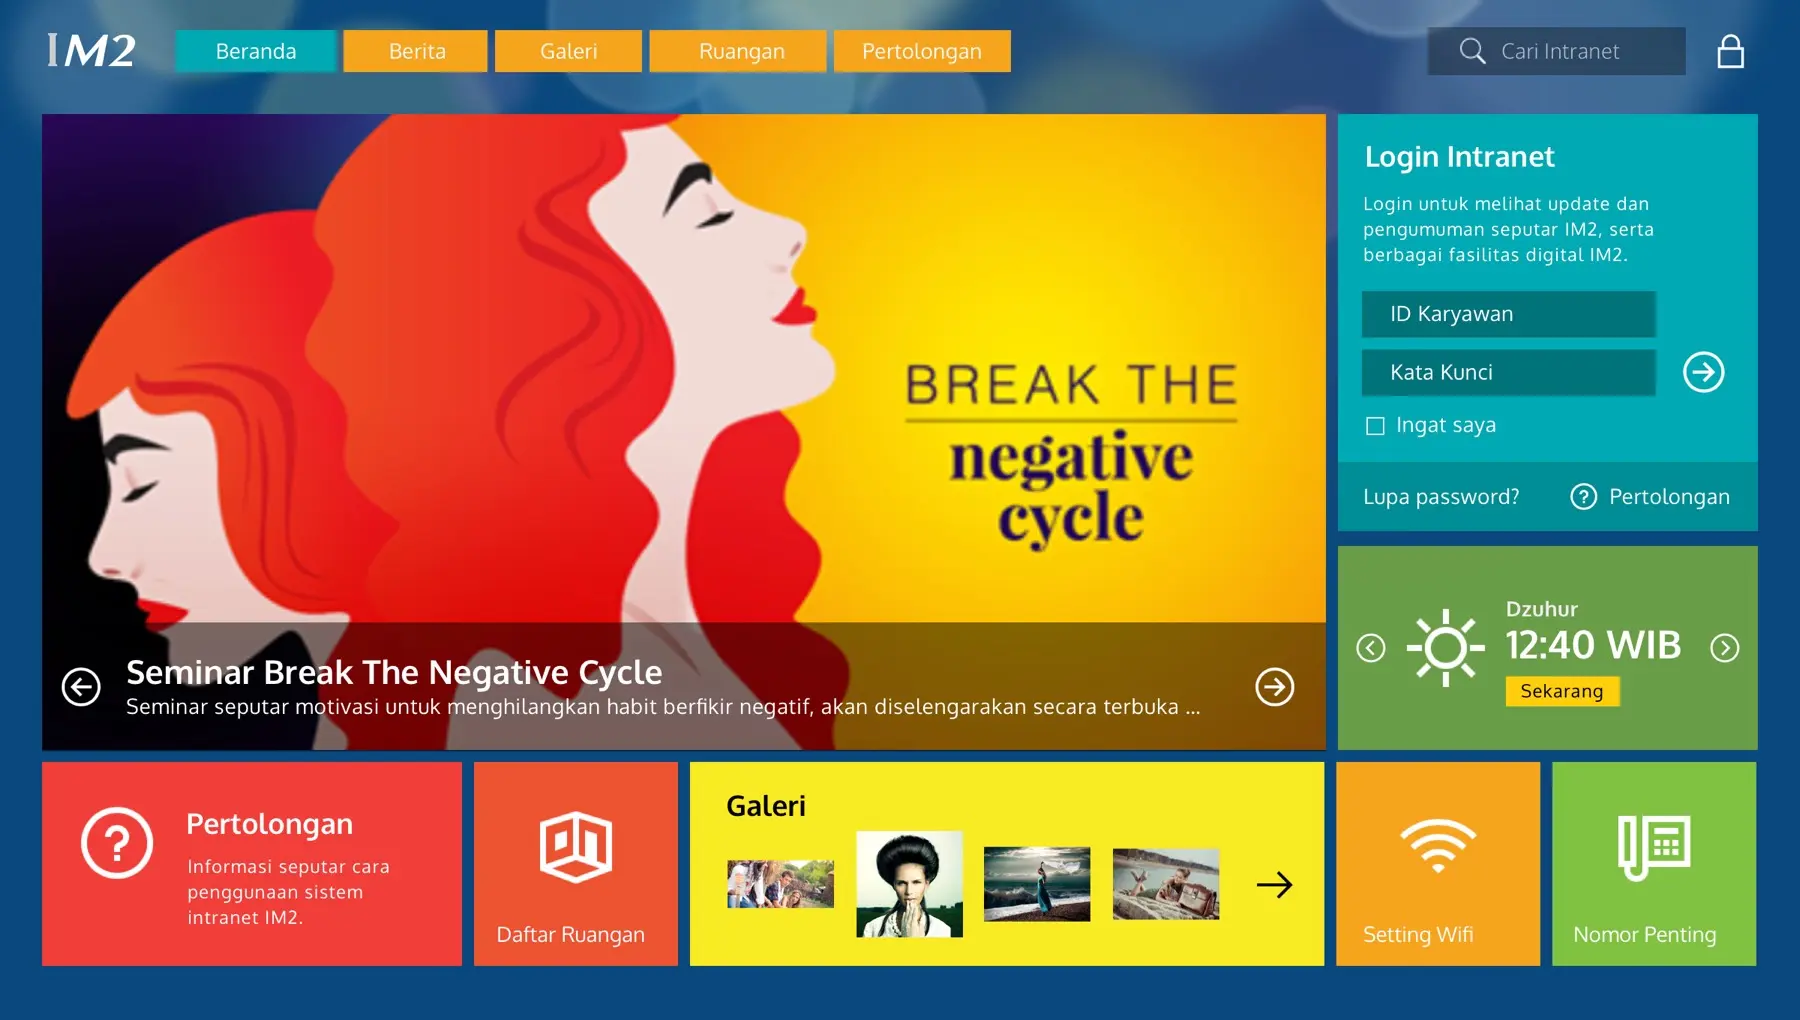 IM2
Beranda
Berita
Galeri
Ruangan
Pertolongan
Cari Intranet
BREAK THE
negative
cycle
Seminar Break The Negative Cycle
Seminar seputar motivasi untuk menghilangkan habit berfikir negatif, akan diselengarakan secara terbuka ...
Login Intranet
Login untuk melihat update dan
pengumuman seputar IM2, serta
berbagai fasilitas digital IM2.
ID Karyawan
Kata Kunci
Ingat saya
Lupa password?
? Pertolongan
Dzuhur
12:40 WIB
Sekarang
?
Pertolongan
Informasi seputar cara
penggunaan sistem
intranet IM2.
Daftar Ruangan
Galeri
Setting Wifi
Nomor Penting